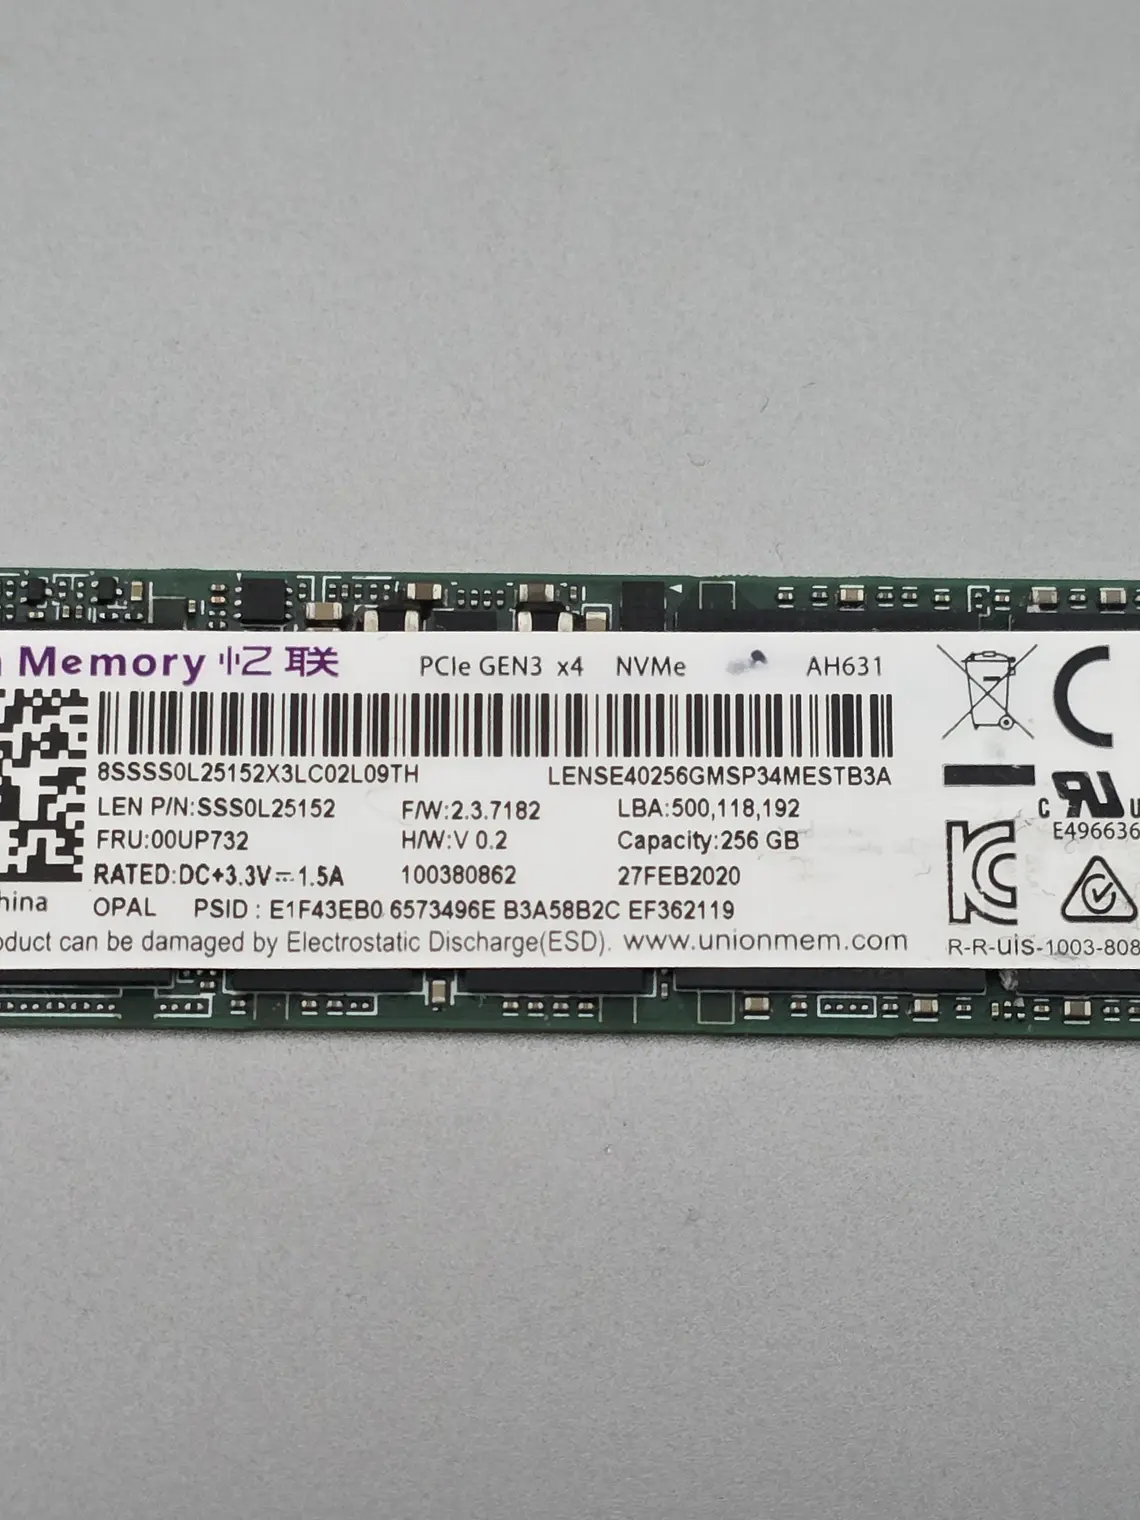 Memory 忆联 PCIe GEN3 x4 NVMe AH631
8SSSS0L25152X3LC02L09TH LENSE40256GMSP34MESTB3A
LEN P/N:SSS0L25152 F/W:2.3.7182 LBA:500,118,192
FRU:00UP732 H/W:V 0.2 Capacity:256 GB
RATED:DC+3.3V⎓1.5A 100380862 27FEB2020
hina OPAL PSID : E1F43EB0 6573496E B3A58B2C EF362119
oduct can be damaged by Electrostatic Discharge(ESD). www.unionmem.com
C U
E496636
R-R-uis-1003-808